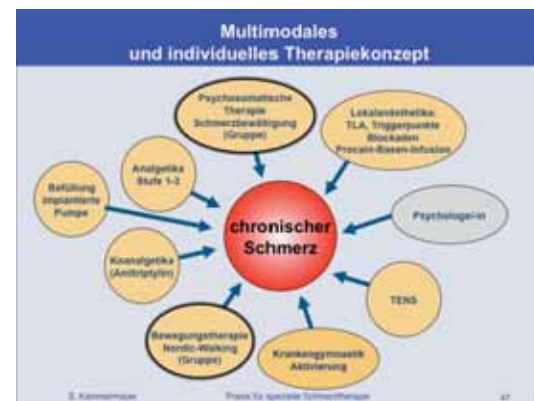 Multimodales
und individuelles Therapiekonzept
Psychosomatische
Therapie
Schmerzbewältigung
(Gruppe)
Lokalanästhetika:
TLA, Triggerpunkte
Blockaden
Procain-Basen-Infusion
Analgetika
Stufe 1-3
Befüllung
implantierte
Pumpe
chronischer
Schmerz
Psychologe/-in
Koanalgetika
(Amitriptylin)
TENS
Bewegungstherapie
Nordic-Walking
(Gruppe)
Krankengymnastik
Aktivierung
Praxis für spezielle Schmerztherapie
47